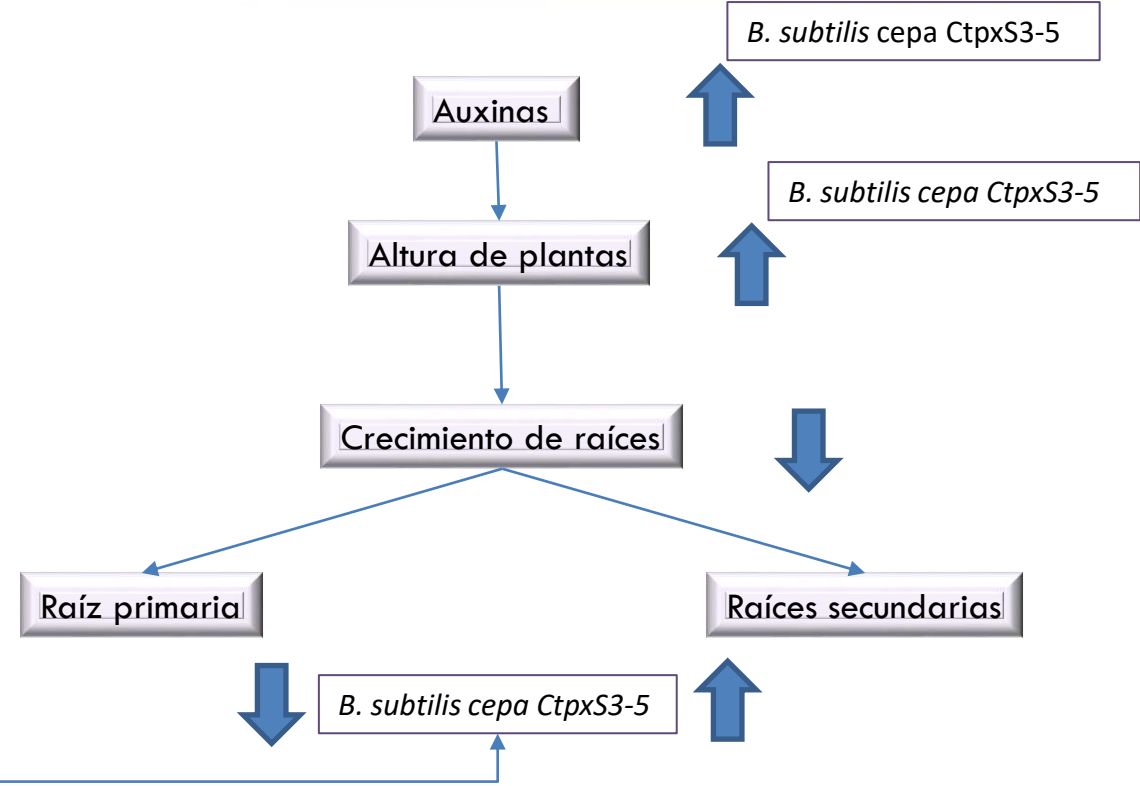 B. subtilis cepa CtpxS3-5
Auxinas
B. subtilis cepa CtpxS3-5
Altura de plantas
Crecimiento de raíces
Raíz primaria
Raíces secundarias
B. subtilis cepa CtpxS3-5